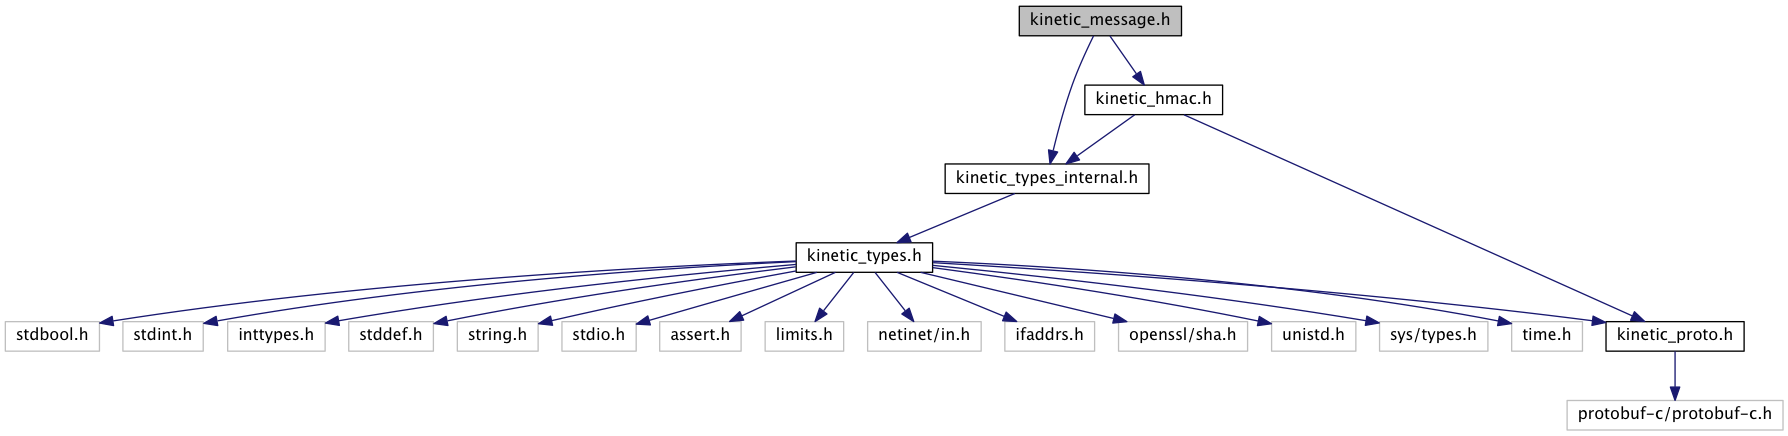 kinetic_message.h
kinetic_hmac.h
kinetic_types_internal.h
kinetic_types.h
stdbool.h
stdint.h
inttypes.h
stddef.h
string.h
stdio.h
assert.h
limits.h
netinet/in.h
ifaddrs.h
openssl/sha.h
unistd.h
sys/types.h
time.h
kinetic_proto.h
protobuf-c/protobuf-c.h